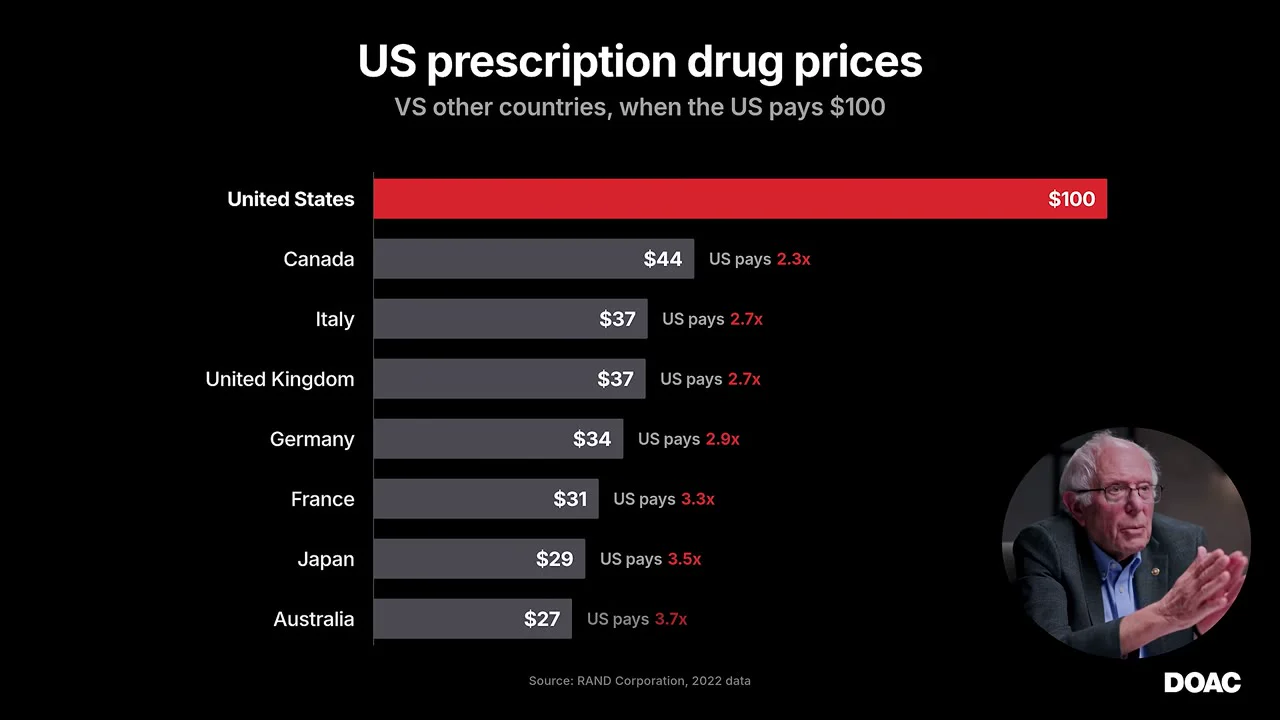 US prescription drug prices
VS other countries, when the US pays $100
United States $100
Canada $44 US pays 2.3x
Italy $37 US pays 2.7x
United Kingdom $37 US pays 2.7x
Germany $34 US pays 2.9x
France $31 US pays 3.3x
Japan $29 US pays 3.5x
Australia $27 US pays 3.7x
Source: RAND Corporation, 2022 data
DOAC